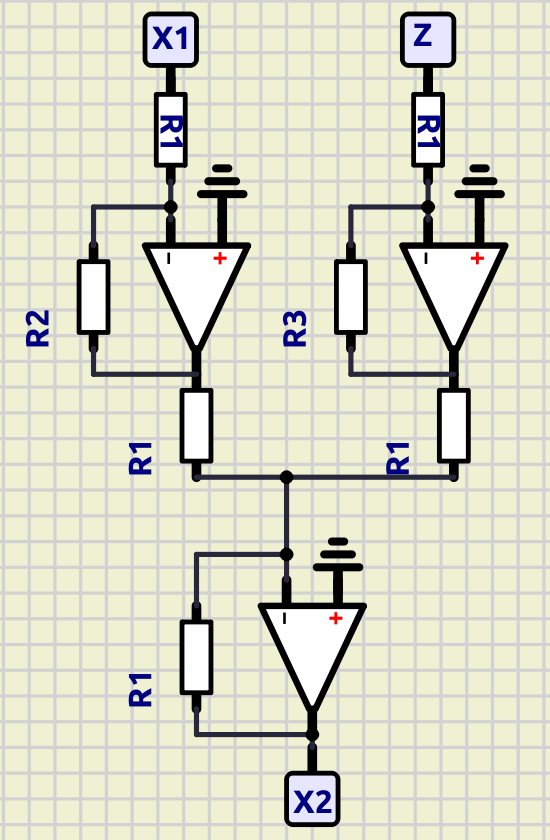 X1
Z
R1
R1
–
+
–
+
R2
R3
R1
R1
–
+
R1
X2